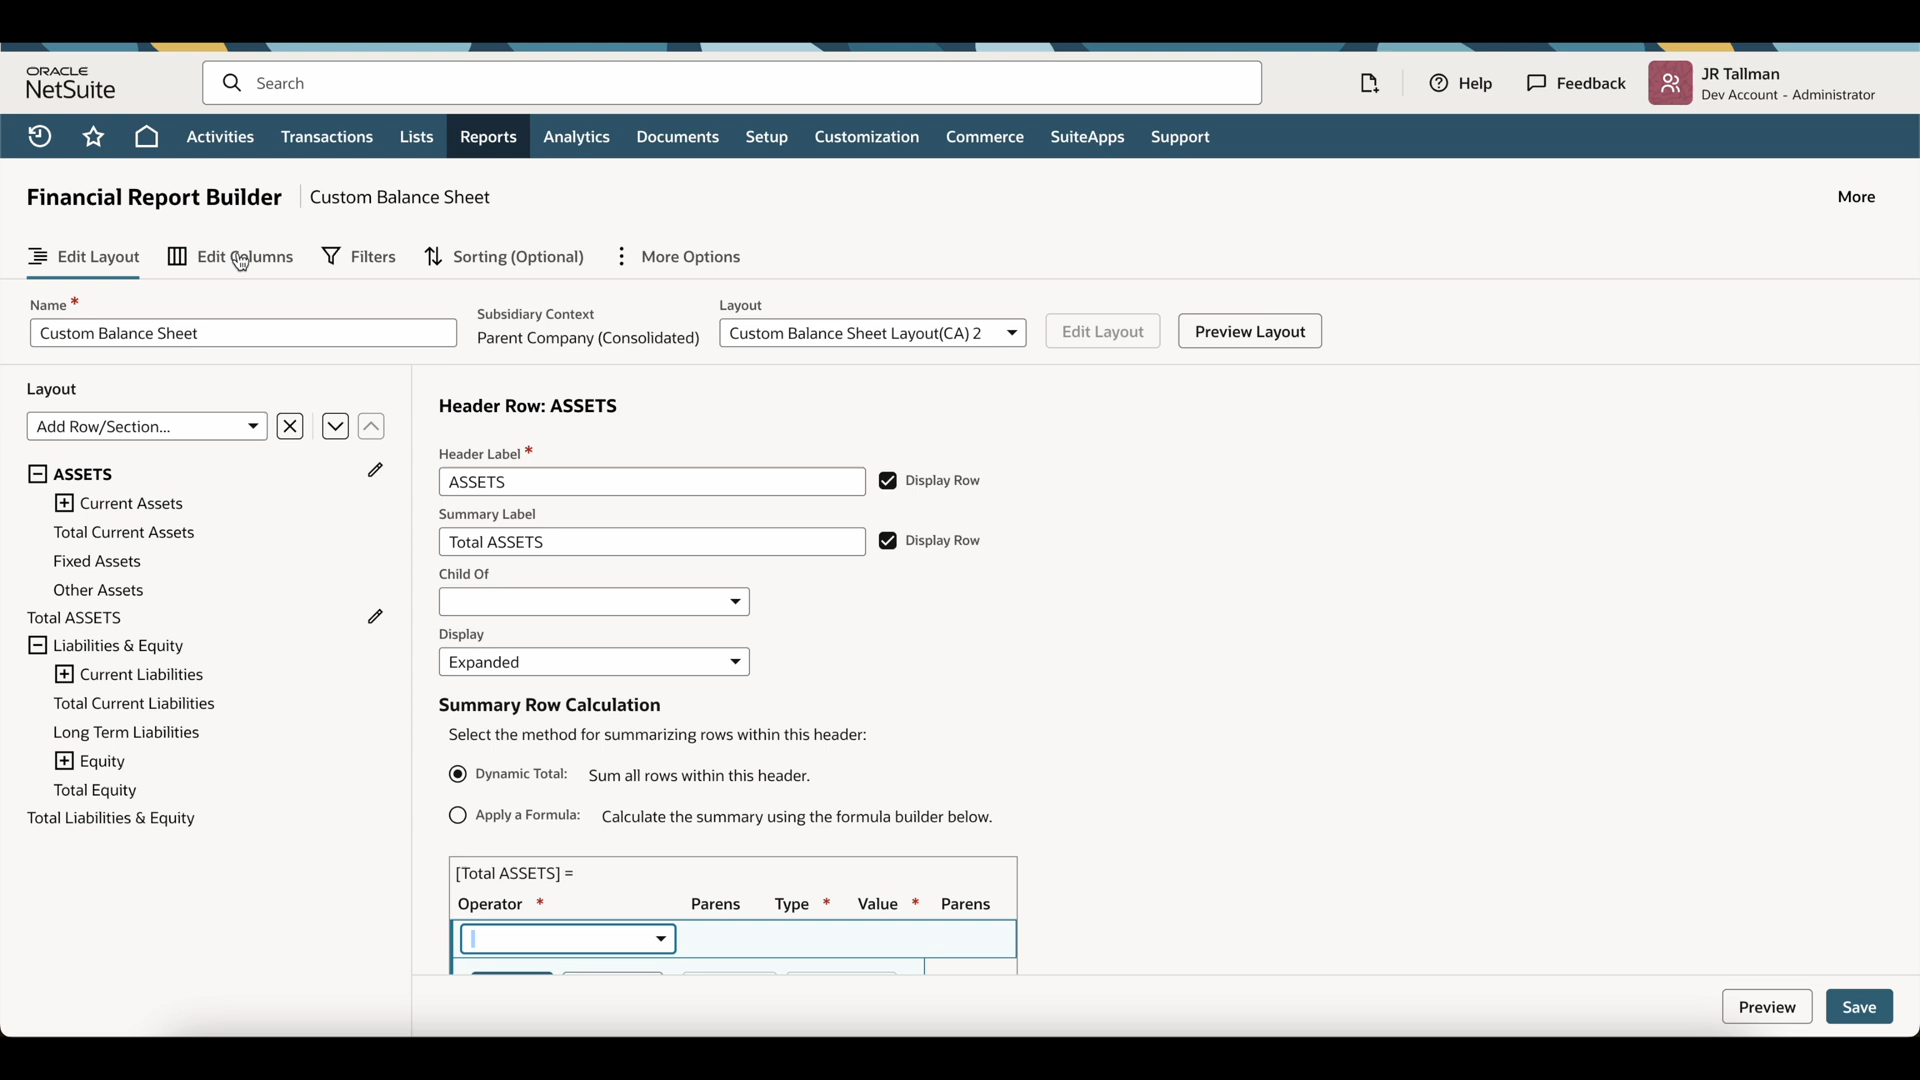 ORACLE
NetSuite
Search
Help
Feedback
JR Tallman
Dev Account - Administrator
Activities
Transactions
Lists
Reports
Analytics
Documents
Setup
Customization
Commerce
SuiteApps
Support
Financial Report Builder
Custom Balance Sheet
More
Edit Layout
Edit Columns
Filters
Sorting (Optional)
More Options
Name *
Custom Balance Sheet
Subsidiary Context
Parent Company (Consolidated)
Layout
Custom Balance Sheet Layout(CA) 2
Edit Layout
Preview Layout
Layout
Add Row/Section...
ASSETS
Current Assets
Total Current Assets
Fixed Assets
Other Assets
Total ASSETS
Liabilities & Equity
Current Liabilities
Total Current Liabilities
Long Term Liabilities
Equity
Total Equity
Total Liabilities & Equity
Header Row: ASSETS
Header Label *
ASSETS
Display Row
Summary Label
Total ASSETS
Display Row
Child Of
Display
Expanded
Summary Row Calculation
Select the method for summarizing rows within this header:
Dynamic Total: Sum all rows within this header.
Apply a Formula: Calculate the summary using the formula builder below.
[Total ASSETS] =
Operator * Parens Type * Value * Parens
Preview
Save